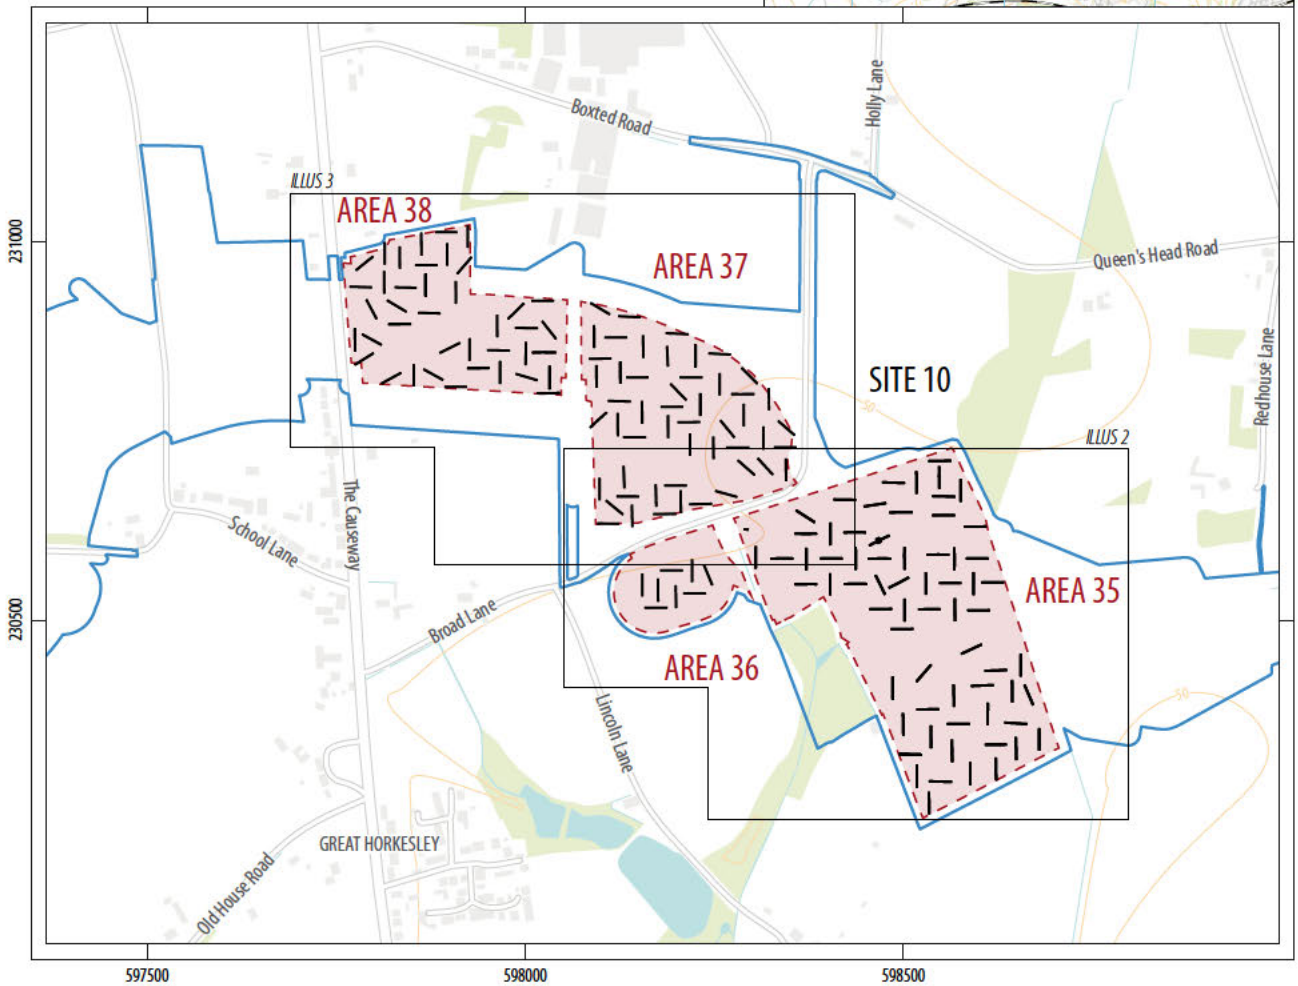 Boxted Road
Holly Lane
ILLUS 3
AREA 38
231000
AREA 37
Queen's Head Road
Redhouse Lane
SITE 10
50
ILLUS 2
The Causeway
School Lane
AREA 35
230500
Broad Lane
AREA 36
50
Lincoln Lane
GREAT HORKESLEY
Old House Road
597500
598000
598500